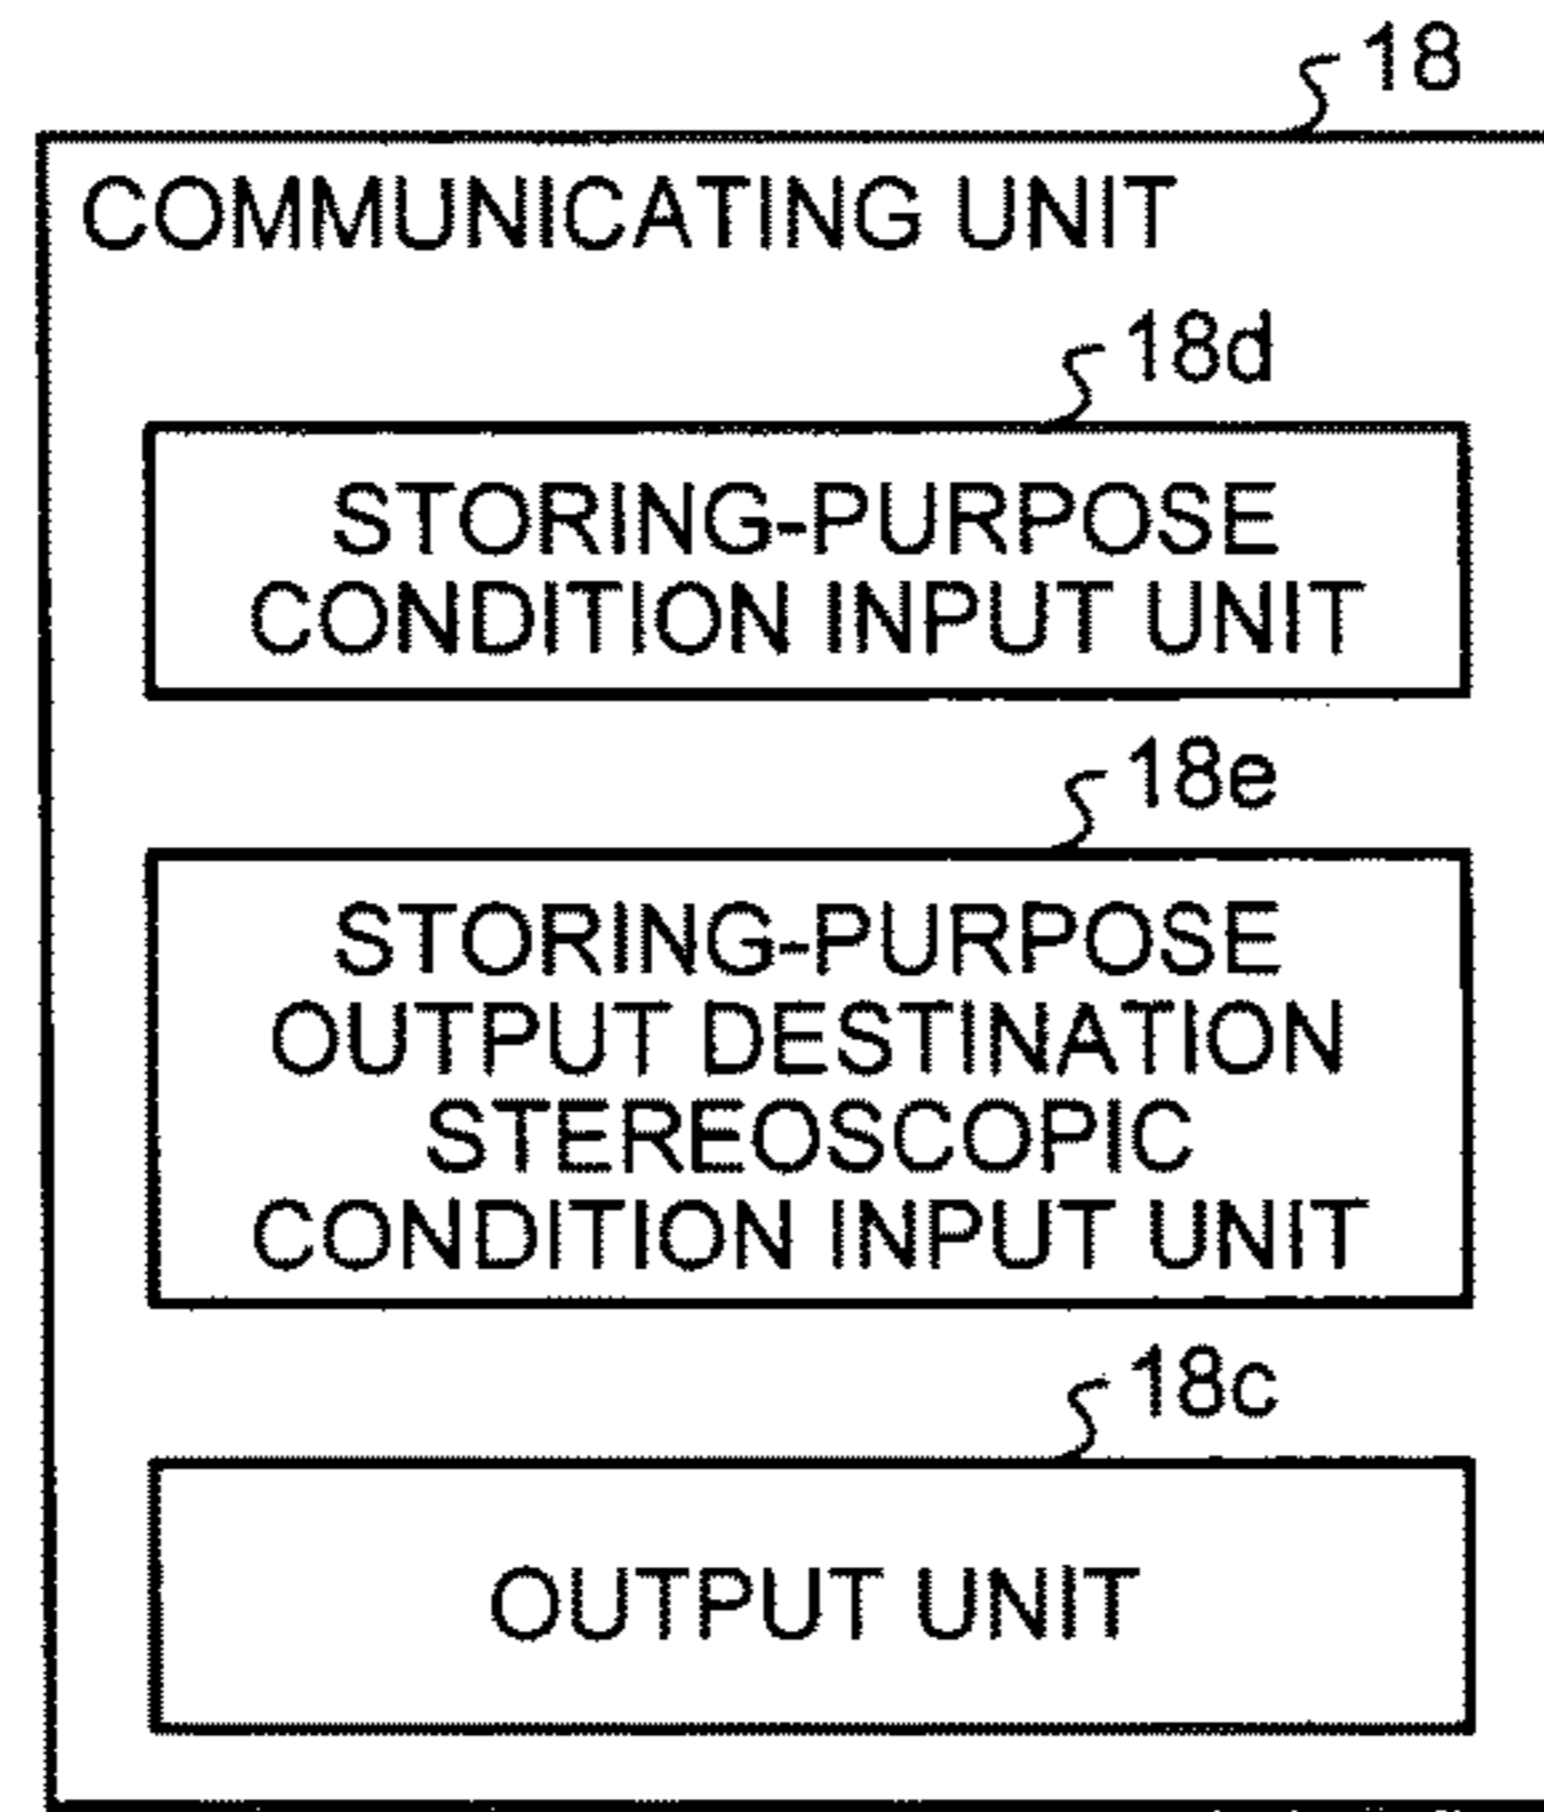 18
COMMUNICATING UNIT
18d
STORING-PURPOSE
CONDITION INPUT UNIT
18e
STORING-PURPOSE
OUTPUT DESTINATION
STEREOSCOPIC
CONDITION INPUT UNIT
18c
OUTPUT UNIT